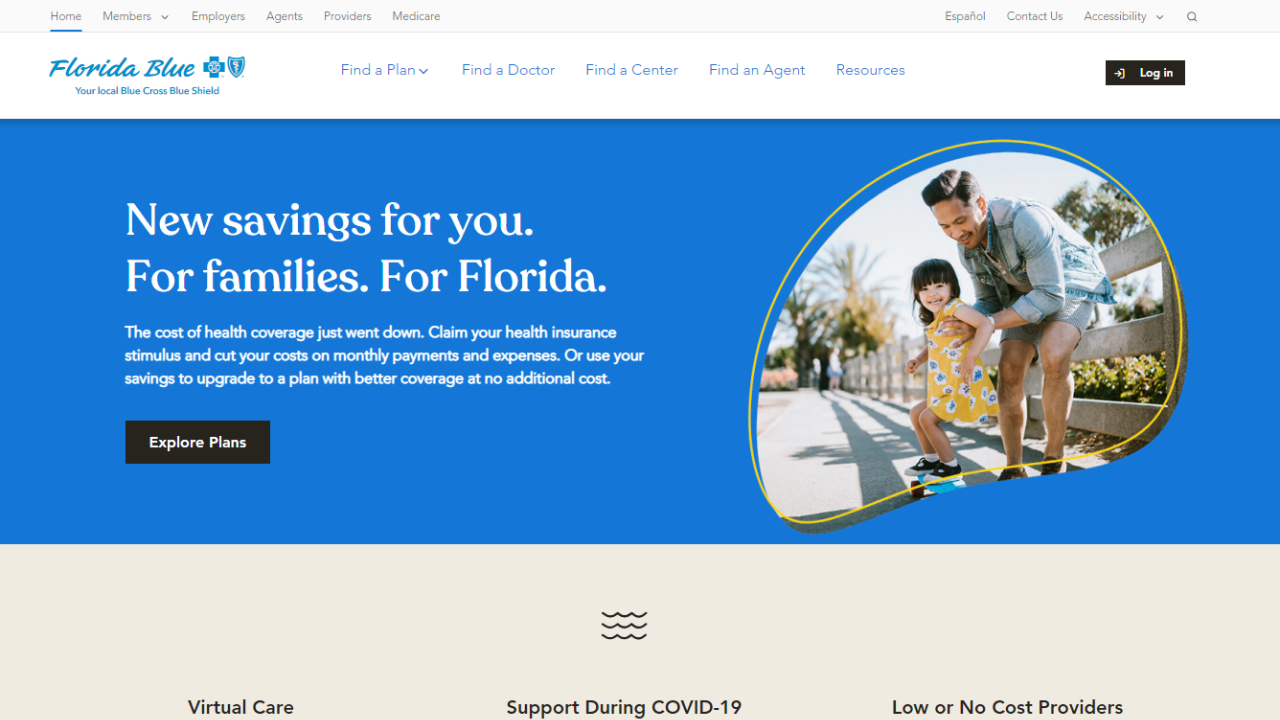 Home Members Employers Agents Providers Medicare Español Contact Us Accessibility
Florida Blue
Your local Blue Cross Blue Shield
Find a Plan Find a Doctor Find a Center Find an Agent Resources
Log in
New savings for you.
For families. For Florida.
The cost of health coverage just went down. Claim your health insurance
stimulus and cut your costs on monthly payments and expenses. Or use your
savings to upgrade to a plan with better coverage at no additional cost.
Explore Plans
Virtual Care Support During COVID-19 Low or No Cost Providers